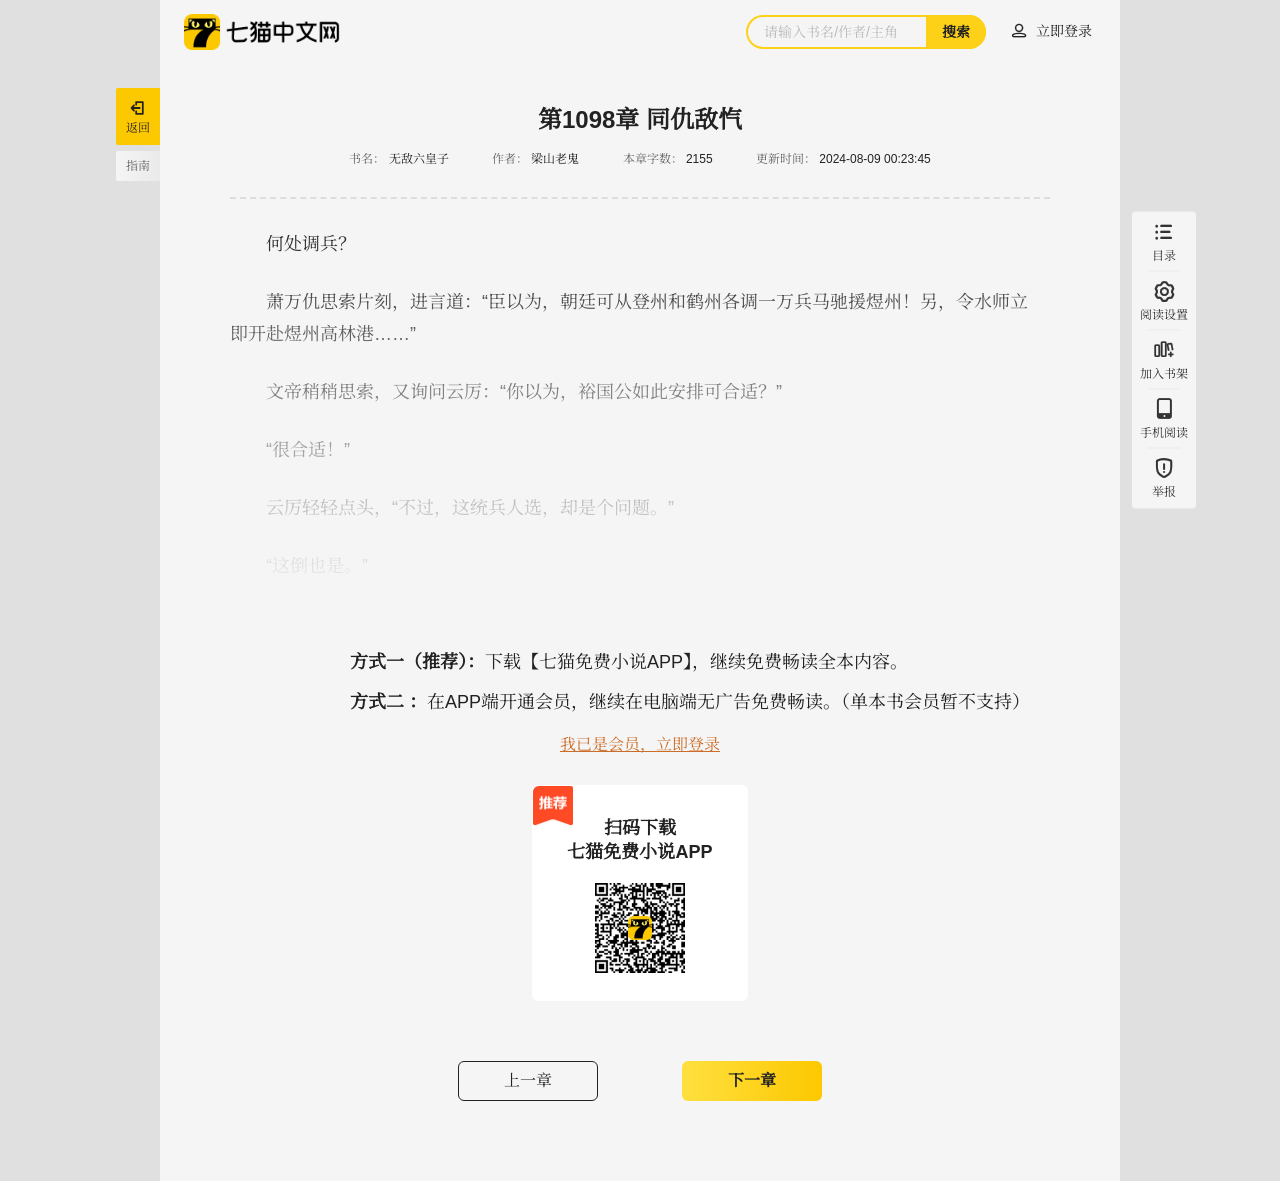 七猫中文网
请输入书名/作者/主角
搜索
立即登录
返回
指南
第1098章 同仇敌忾
书名： 无敌六皇子 作者： 梁山老鬼 本章字数： 2155 更新时间： 2024-08-09 00:23:45
何处调兵？
萧万仇思索片刻，进言道：“臣以为，朝廷可从登州和鹤州各调一万兵马驰援煜州！另，令水师立
即开赴煜州高林港……”
文帝稍稍思索，又询问云厉：“你以为，裕国公如此安排可合适？”
“很合适！”
云厉轻轻点头，“不过，这统兵人选，却是个问题。”
“这倒也是。”
目录
阅读设置
加入书架
手机阅读
举报
方式一（推荐）：下载【七猫免费小说APP】，继续免费畅读全本内容。
方式二 ：在APP端开通会员，继续在电脑端无广告免费畅读。（单本书会员暂不支持）
我已是会员，立即登录
推荐
扫码下载
七猫免费小说APP
上一章
下一章